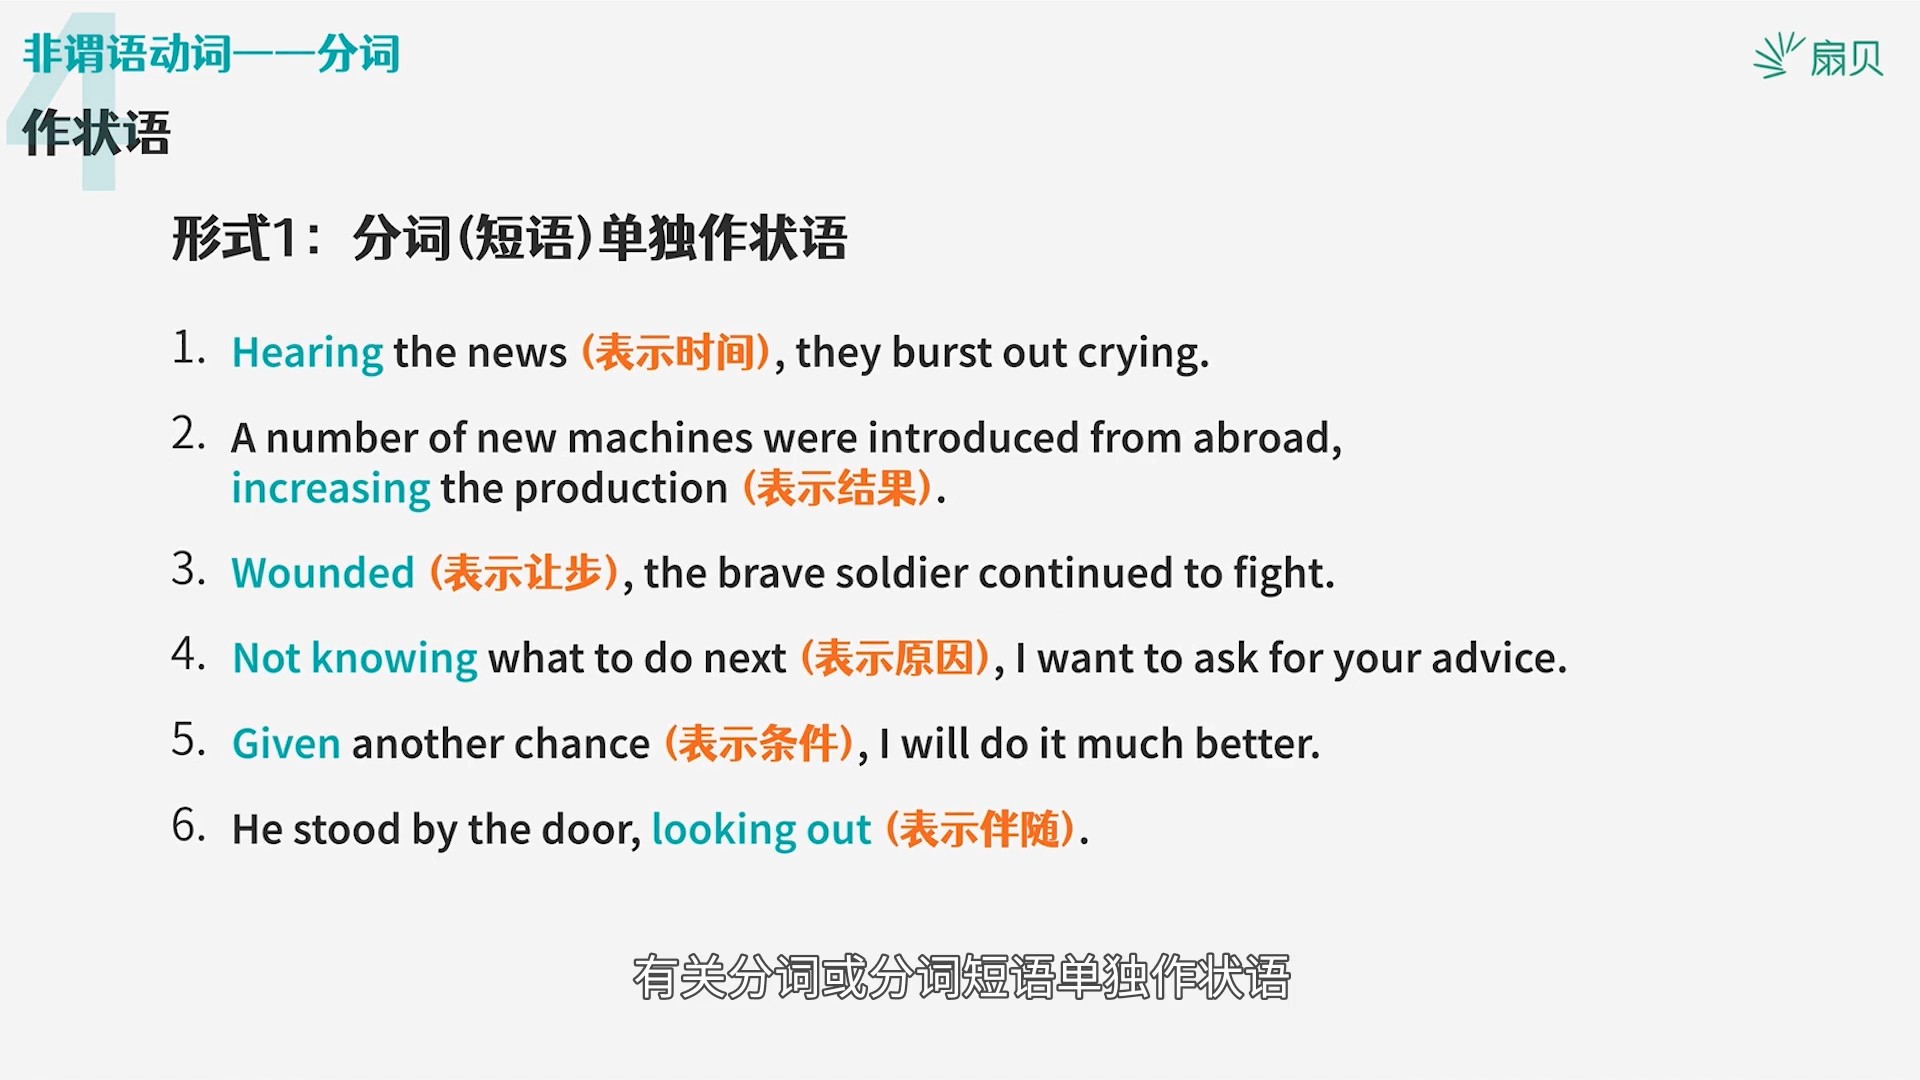 非谓语动词——分词
扇贝
4
作状语
形式1：分词(短语)单独作状语
1. Hearing the news (表示时间), they burst out crying.
2. A number of new machines were introduced from abroad,
increasing the production (表示结果).
3. Wounded (表示让步), the brave soldier continued to fight.
4. Not knowing what to do next (表示原因), I want to ask for your advice.
5. Given another chance (表示条件), I will do it much better.
6. He stood by the door, looking out (表示伴随).
有关分词或分词短语单独作状语